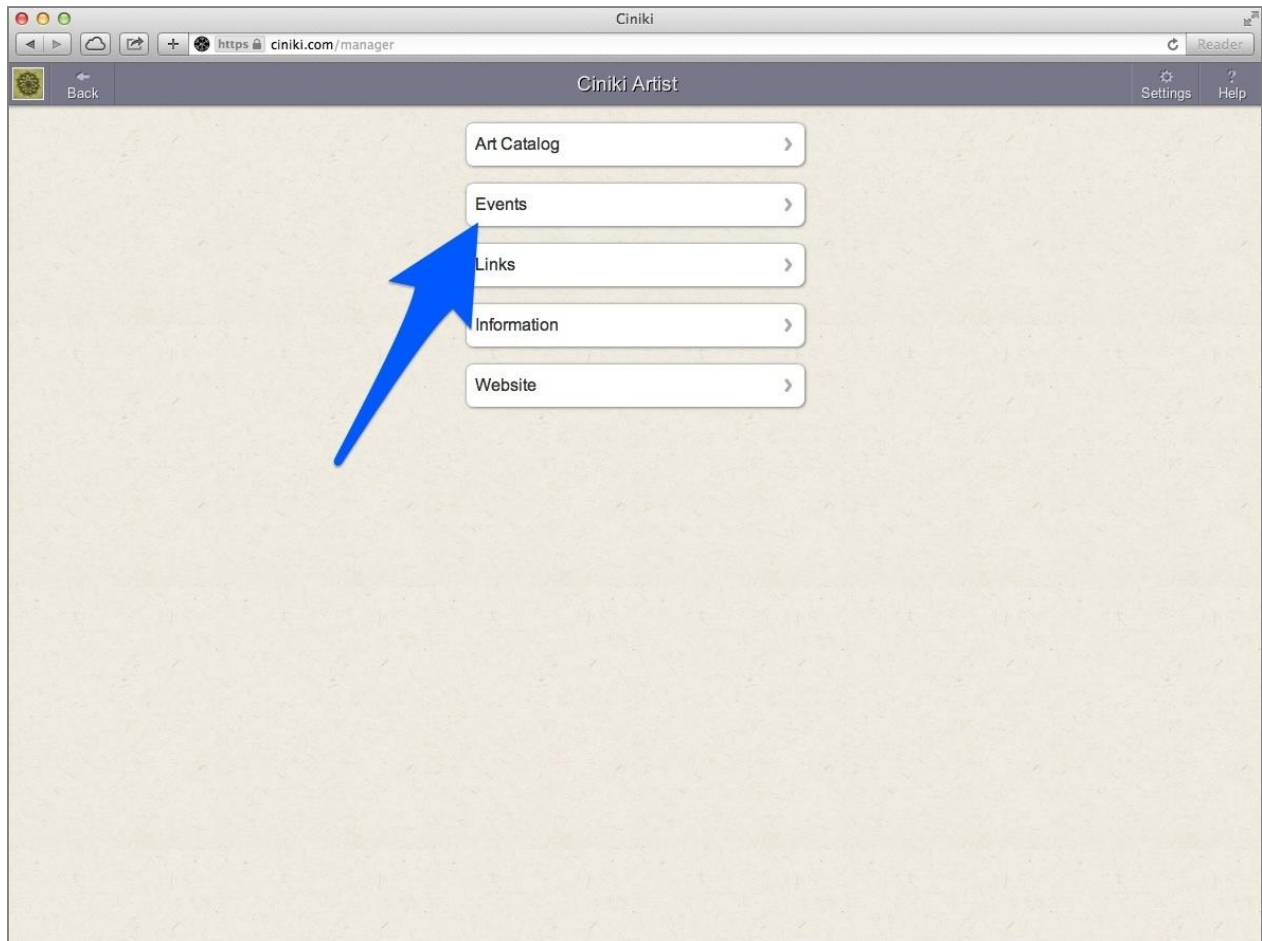 Ciniki
https ciniki.com/manager
Reader
Back
Ciniki Artist
Settings
? Help
Art Catalog
Events
Links
Information
Website